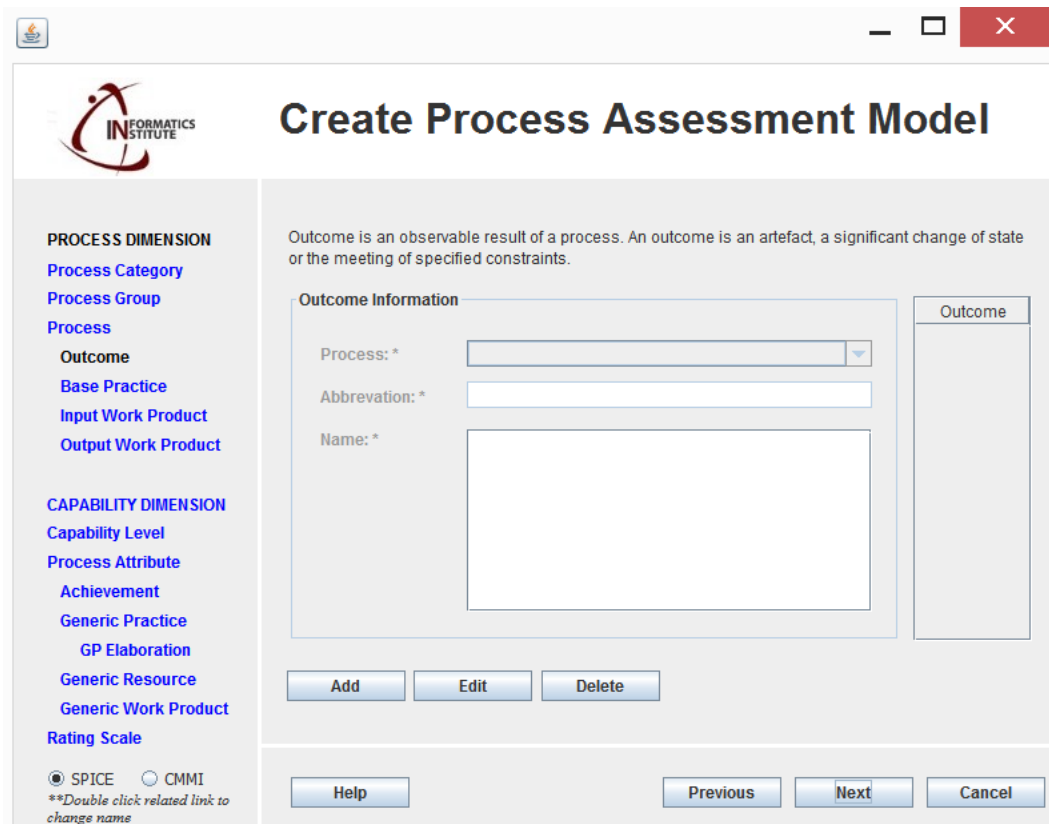 INFORMATICS
INSTITUTE
Create Process Assessment Model
PROCESS DIMENSION
Process Category
Process Group
Process
Outcome
Base Practice
Input Work Product
Output Work Product
CAPABILITY DIMENSION
Capability Level
Process Attribute
Achievement
Generic Practice
GP Elaboration
Generic Resource
Generic Work Product
Rating Scale
SPICE CMMI
**Double click related link to
change name
Outcome is an observable result of a process. An outcome is an artefact, a significant change of state
or the meeting of specified constraints.
Outcome Information
Process: *
Abbrevation: *
Name: *
Outcome
Add Edit Delete
Help Previous Next Cancel